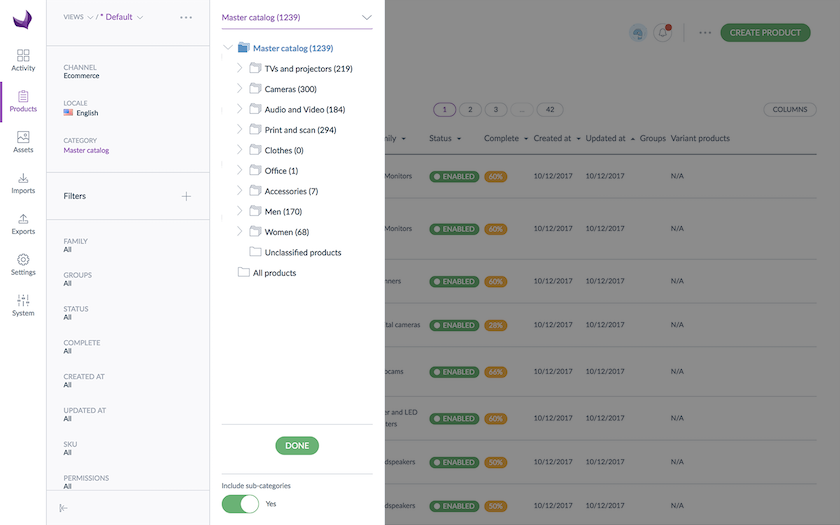 VIEWS / * Default
Master catalog (1239)
CREATE PRODUCT
Activity
Products
Assets
Imports
Exports
Settings
System
CHANNEL
Ecommerce
LOCALE
English
CATEGORY
Master catalog
Filters
FAMILY
All
GROUPS
All
STATUS
All
COMPLETE
All
CREATED AT
All
UPDATED AT
All
SKU
All
PERMISSIONS
All
Master catalog (1239)
TVs and projectors (219)
Cameras (300)
Audio and Video (184)
Print and scan (294)
Clothes (0)
Office (1)
Accessories (7)
Men (170)
Women (68)
Unclassified products
All products
DONE
Include sub-categories
Yes
1 2 3 ... 42 COLUMNS
Status Complete Created at Updated at Groups Variant products
Monitors ENABLED 60% 10/12/2017 10/12/2017 N/A
Monitors ENABLED 60% 10/12/2017 10/12/2017 N/A
ENABLED 60% 10/12/2017 10/12/2017 N/A
cameras ENABLED 28% 10/12/2017 10/12/2017 N/A
ENABLED 66% 10/12/2017 10/12/2017 N/A
and LED
ENABLED 60% 10/12/2017 10/12/2017 N/A
ENABLED 50% 10/12/2017 10/12/2017 N/A
ENABLED 50% 10/12/2017 10/12/2017 N/A